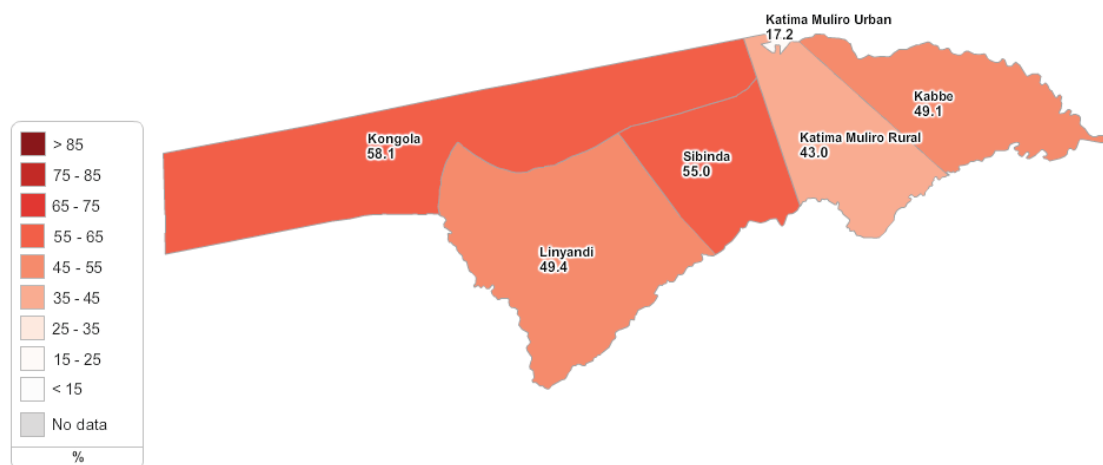 Katima Muliro Urban
17.2
Kabbe
49.1
Kongola
58.1
Katima Muliro Rural
43.0
Sibinda
55.0
Linyandi
49.4
> 85
75 - 85
65 - 75
55 - 65
45 - 55
35 - 45
25 - 35
15 - 25
< 15
No data
%